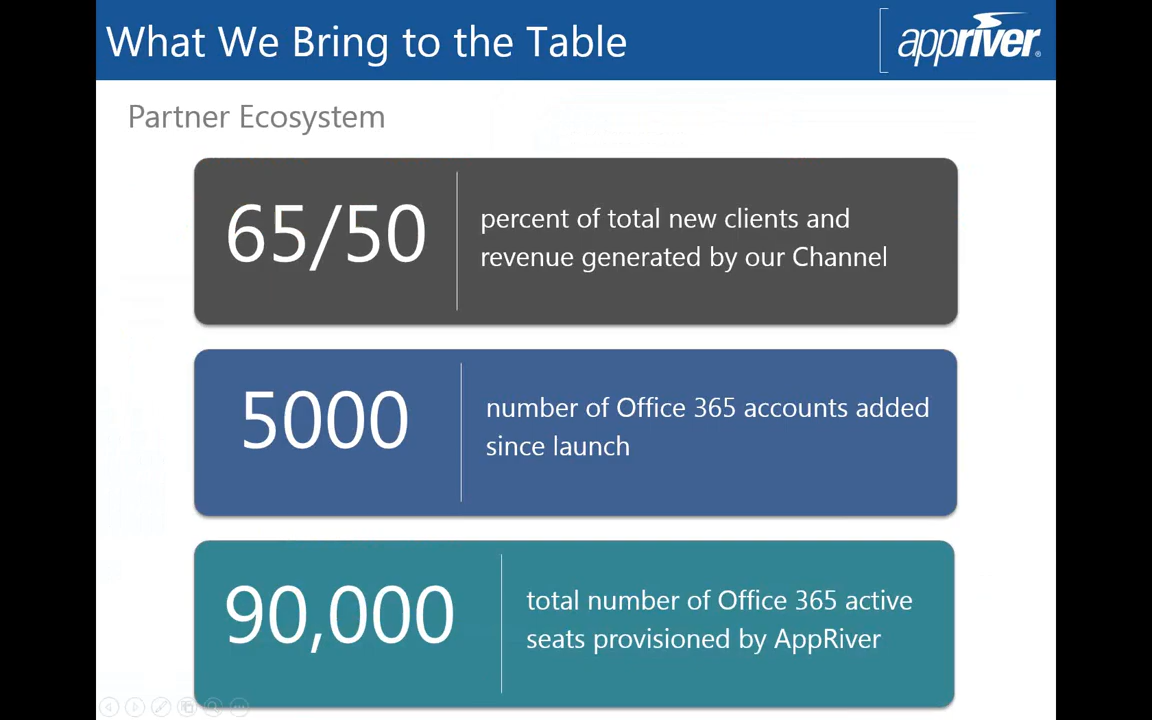 What We Bring to the Table
appriver®
Partner Ecosystem
65/50
percent of total new clients and
revenue generated by our Channel
5000
number of Office 365 accounts added
since launch
90,000
total number of Office 365 active
seats provisioned by AppRiver